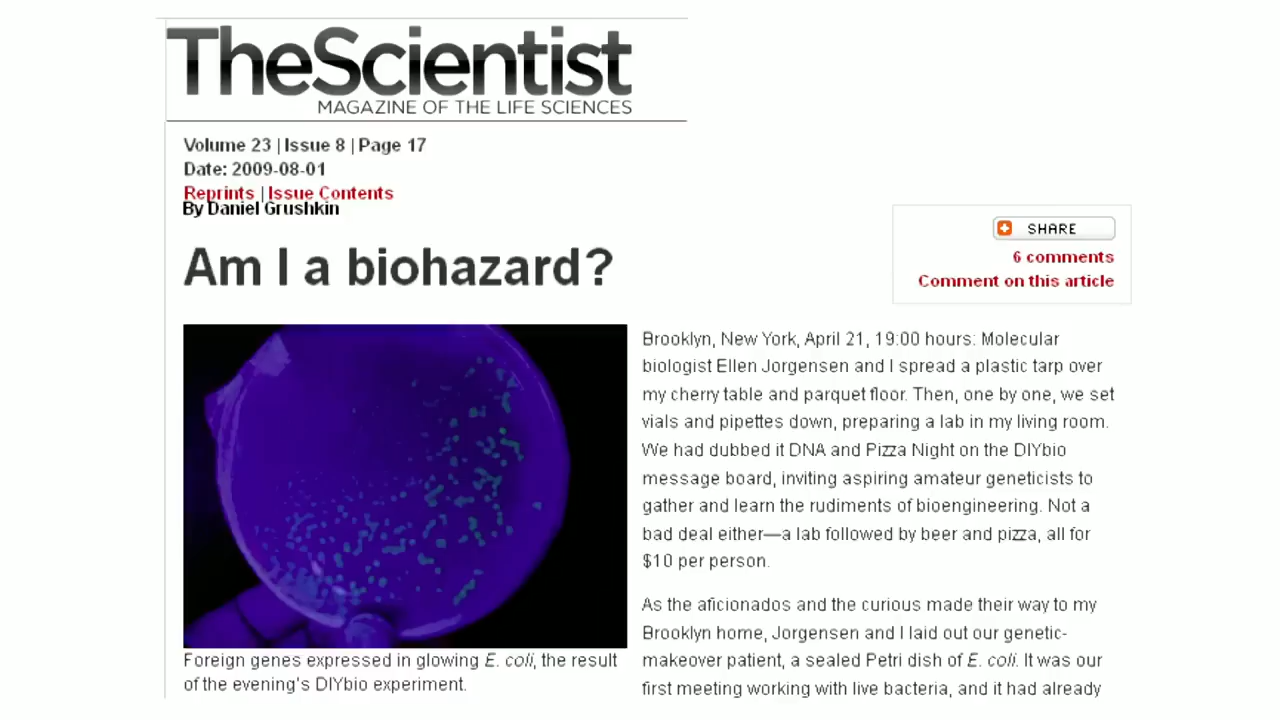 TheScientist
MAGAZINE OF THE LIFE SCIENCES
Volume 23 | Issue 8 | Page 17
Date: 2009-08-01
Reprints | Issue Contents
By Daniel Grushkin
SHARE
6 comments
Comment on this article
Am I a biohazard?
Brooklyn, New York, April 21, 19:00 hours: Molecular
biologist Ellen Jorgensen and I spread a plastic tarp over
my cherry table and parquet floor. Then, one by one, we set
vials and pipettes down, preparing a lab in my living room.
We had dubbed it DNA and Pizza Night on the DIYbio
message board, inviting aspiring amateur geneticists to
gather and learn the rudiments of bioengineering. Not a
bad deal either—a lab followed by beer and pizza, all for
$10 per person.
As the aficionados and the curious made their way to my
Brooklyn home, Jorgensen and I laid out our genetic-
makeover patient, a sealed Petri dish of E. coli. It was our
first meeting working with live bacteria, and it had already
Foreign genes expressed in glowing E. coli, the result
of the evening's DIYbio experiment.